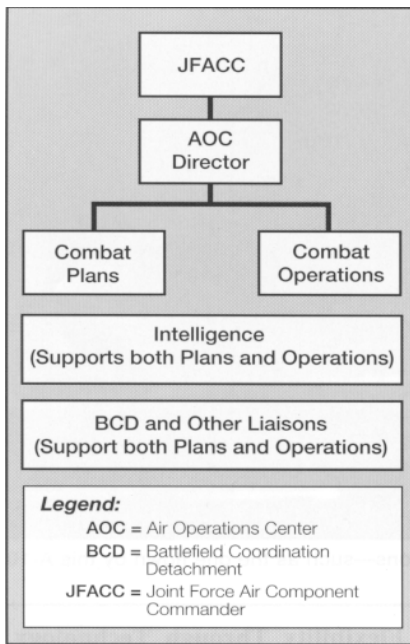 JFACC
AOC
Director
Combat
Plans
Combat
Operations
Intelligence
(Supports both Plans and Operations)
BCD and Other Liaisons
(Support both Plans and Operations)
Legend:
AOC = Air Operations Center
BCD = Battlefield Coordination
Detachment
JFACC = Joint Force Air Component
Commander